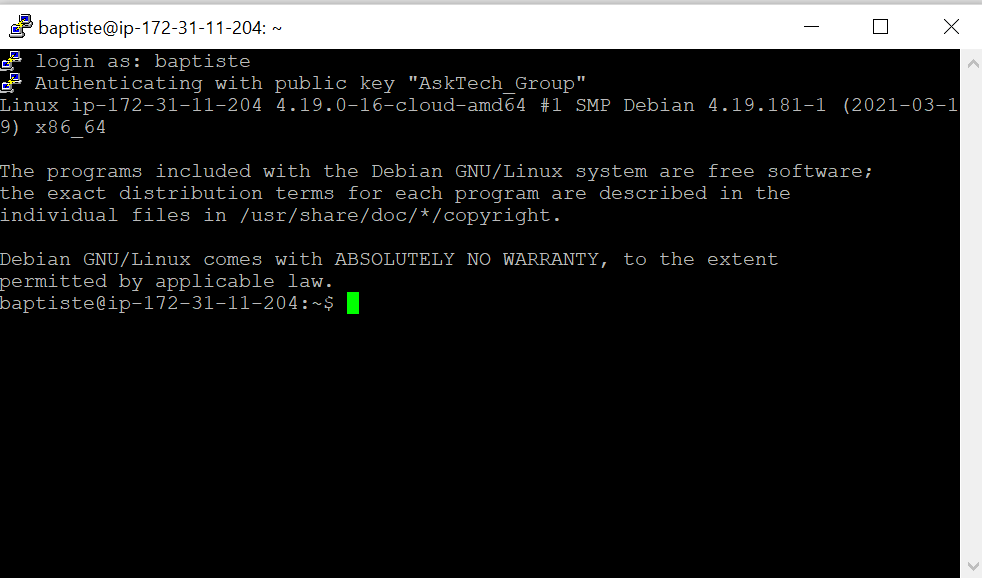 baptiste@ip-172-31-11-204: ~
login as: baptiste
Authenticating with public key "AskTech_Group"
Linux ip-172-31-11-204 4.19.0-16-cloud-amd64 #1 SMP Debian 4.19.181-1 (2021-03-1
9) x86_64
The programs included with the Debian GNU/Linux system are free software;
the exact distribution terms for each program are described in the
individual files in /usr/share/doc/*/copyright.
Debian GNU/Linux comes with ABSOLUTELY NO WARRANTY, to the extent
permitted by applicable law.
baptiste@ip-172-31-11-204:~$